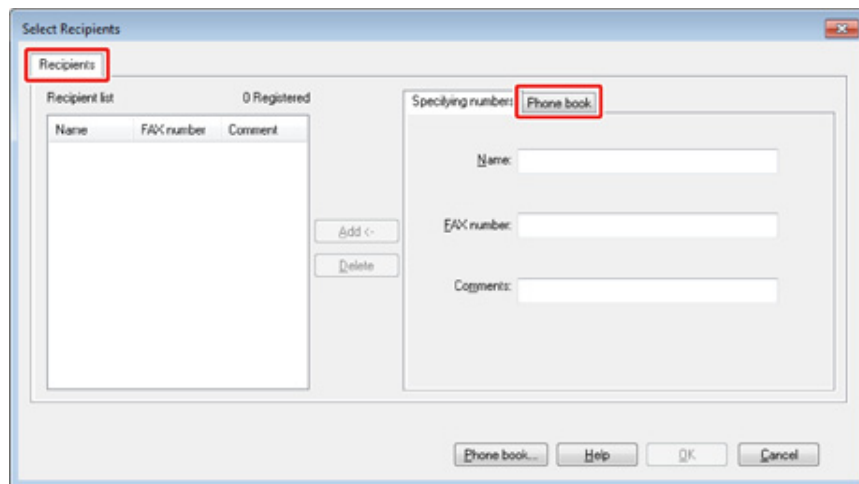 Select Recipients
Recipients
Recipient list 0 Registered
Name FAX number Comment
Add <-
Delete
Specifying numbers Phone book
Name:
FAX number:
Comments:
Phone book... Help OK Cancel